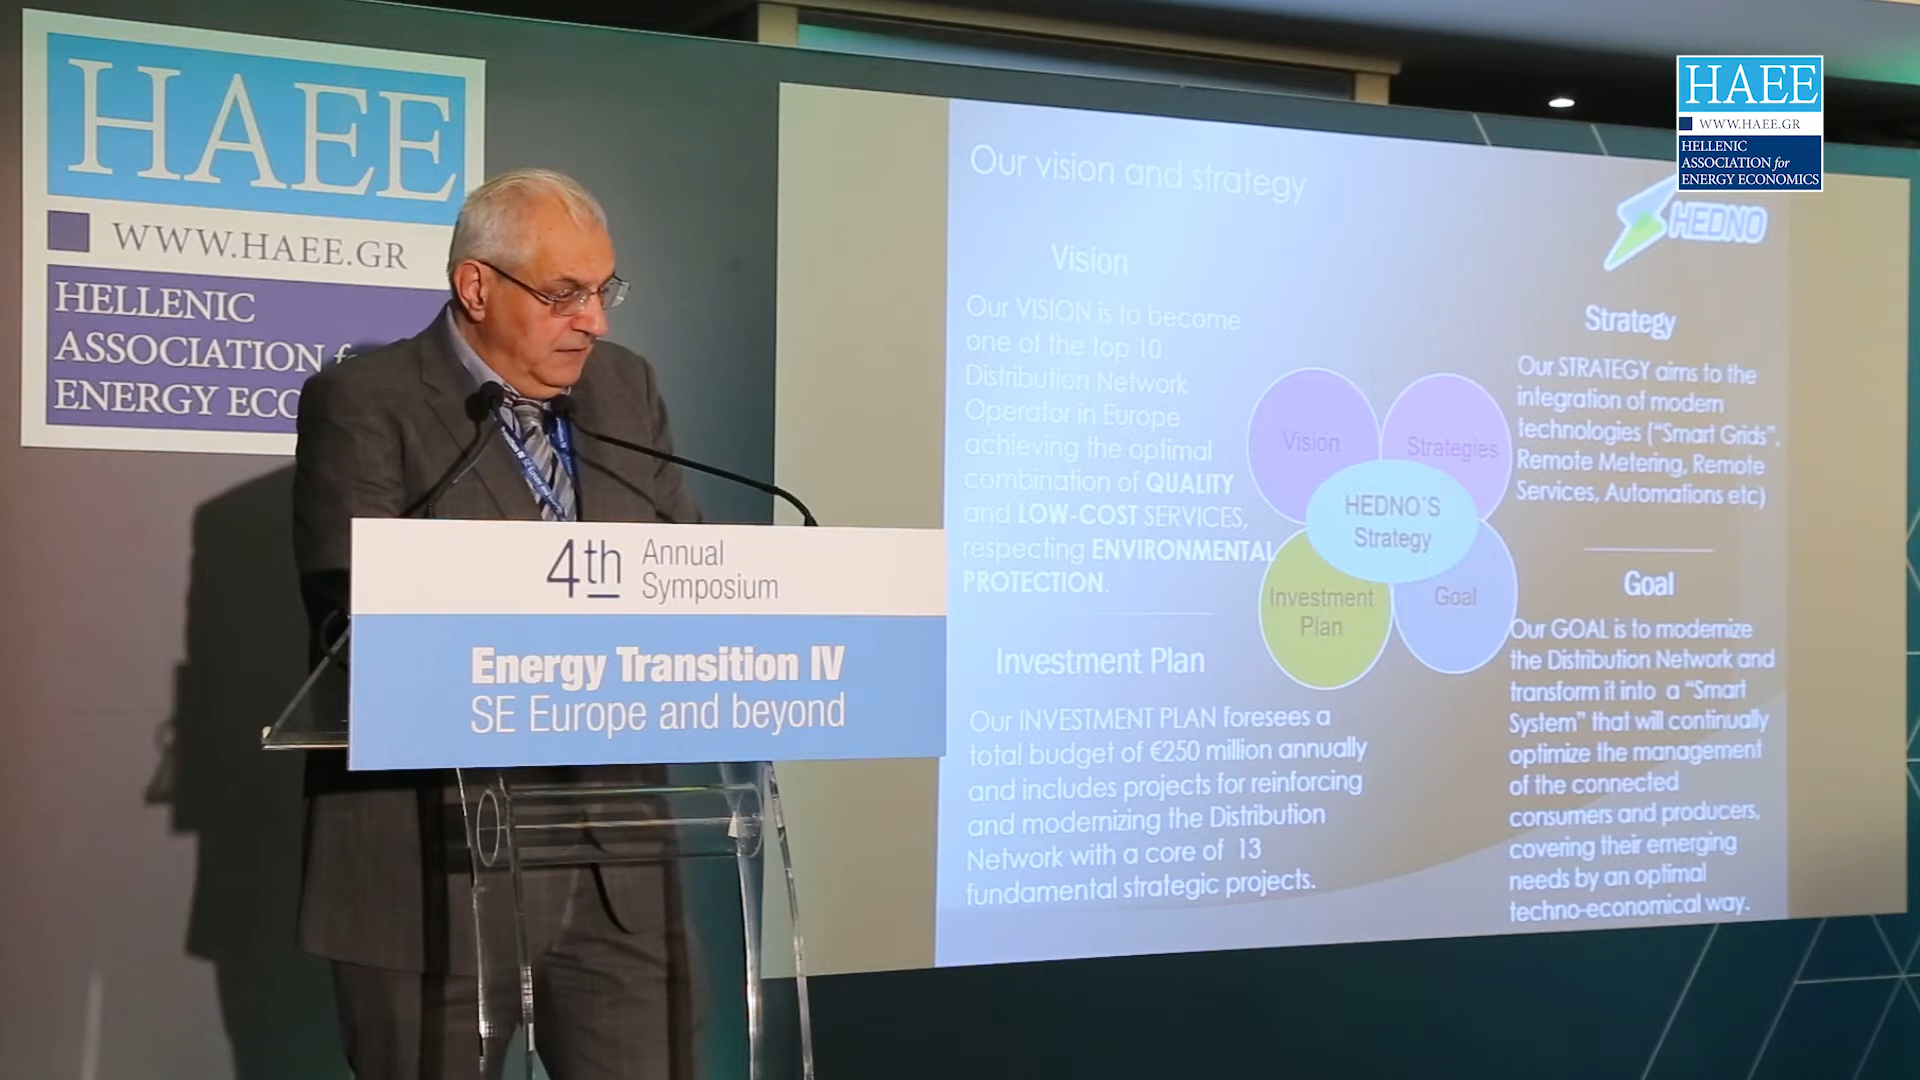 HAEE
WWW.HAEE.GR
HELLENIC
ASSOCIATION f
ENERGY ECO
4th Annual
Symposium
Energy Transition IV
SE Europe and beyond
Our vision and strategy
HEDNO
Vision
Our VISION is to become
one of the top 10
Distribution Network
Operator in Europe
achieving the optimal
combination of QUALITY
and LOW-COST SERVICES,
respecting ENVIRONMENTAL
PROTECTION.
Investment Plan
Our INVESTMENT PLAN foresees a
total budget of €250 million annually
and includes projects for reinforcing
and modernizing the Distribution
Network with a core of 13
fundamental strategic projects.
Vision
Strategies
HEDNO´S
Strategy
Investment
Plan
Goal
Strategy
Our STRATEGY aims to the
integration of modern
technologies ("Smart Grids",
Remote Metering, Remote
Services, Automations etc)
Goal
Our GOAL is to modernize
the Distribution Network and
transform it into a "Smart
System" that will continually
optimize the management
of the connected
consumers and producers,
covering their emerging
needs by an optimal
techno-economical way.
HAEE
WWW.HAEE.GR
HELLENIC
ASSOCIATION for
ENERGY ECONOMICS